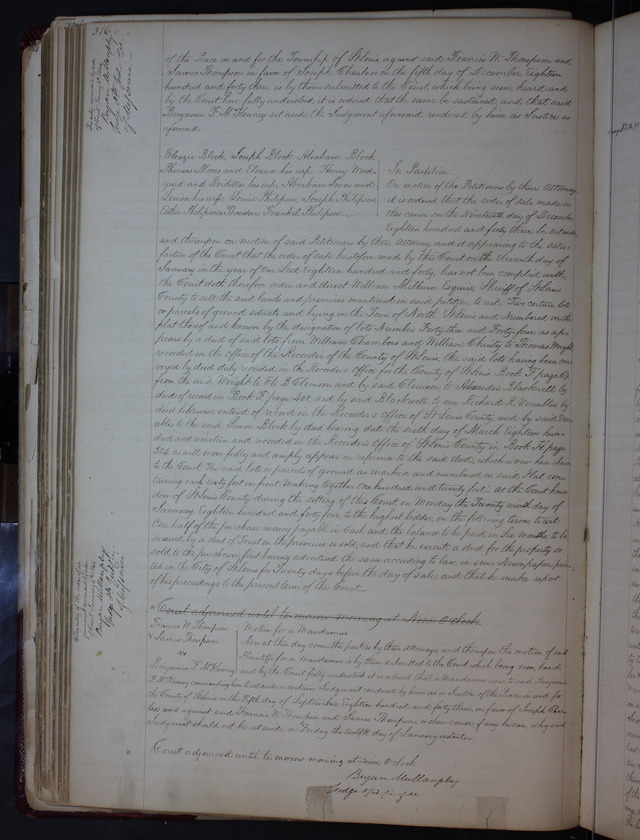 316
of the Peace in and for the Township of St Louis against said Francis W. Thompson and
James Thompson in favor of Joseph Charless on the fifth day of December Eighteen
hundred and forty three, is by them submitted to the Court, which being seen, heard and
by the Court here fully understood, it is ordered that the same be sustained, and that said
Benjamin F. McKenney set aside the Judgment aforesaid, rendered by him as Justice as
aforesaid.
Eleazer Block, Joseph Block Abraham Block
Phineas Moses and Eleanor his wife Henry Wood-
yard and his wife, Abraham Jonas and
Louisa his wife Louis Philipson, Joseph Philipson
Esther Philipson Theodore Philipson
In Partition
On motion of the Petitioners by their Attorney
it is ordered that the order of sale made in
this cause on the Nineteenth day of December
Eighteen hundred and forty three be set aside
and thereupon on motion of said Petitioners by their Attorney, and it appearing to the satis-
faction of the Court that the order of sale heretofore made by this Court on the Eleventh day of
January in the year of our Lord Eighteen hundred and forty, has not been complied with
the Court doth therefore order and direct William Milburn Esquire, Sheriff of St Louis
County to sell the said lands and premises mentioned in said petition, to wit. Two certain lots
or parcels of ground situate and lying in the Town of North St Louis and Numbered on the
plat thereof and known by the designation of lots Number Forty three and Forty four, as ap-
pears by a deed of said lots from William Chambers and William Christy to Thomas Wright
recorded in the office of the Recorder of the County of St Louis, the said lots having been con-
veyed by deed duly recorded in the Recorders office for the County of St Louis Book F page 67
from the said Wright to Eli B. Clemson and by said Clemson to Alexander Blackwell by
deed of record in Book F page 401 and by said Blackwell to one Richard N. Venables by
deed likewise entered of record in the Recorders office of St Louis County and by said Ven-
ables to the said Simon Block by deed bearing date the sixth day of March Eighteen hun-
dred and nineteen and recorded in the Recorders office of St Louis County in Book H page
as will more fully and amply appear on reference to the said deed, which is now here shown
to the Court. The said lots or parcels of ground as marked and numbered on said Plat con-
taining each sixty feet in front making together One hundred and twenty feet. At the Court house
door of St Louis County during the setting of this Court on Monday the Twenty ninth day of
January Eighteen hundred and forty four, to the highest bidder, on the following terms to wit
One half of the purchase money payable in Cash and the balance to be paid in Six months to be
secured by a deed of Trust on the premises so sold, and that he execute a deed for the property so
sold to the purchaser, first having advertised the same according to law, in some Newspaper prin-
ted in the City of St Louis for Twenty days before the day of sale, and that he make report
of his proceedings to the present term of the Court.
Court adjourned until to morrow morning at Nine O'clock
Francis W. Thompson
& James Thompson
vs
Motion for a Mandamus
Now at this day come the parties by their attorneys and thereupon the motion of said
Plaintiffs for a Mandamus is by them submitted to the Court which being seen, heard
Benjamin F. McKenney and by the Court fully understood, it is ordered that a Mandamus issue to said Benjamin
F. McKenney commanding him to set aside a certain Judgment rendered by him as a Justice of the Peace in and for
the County of St Louis on the Fifth day of September, Eighteen hundred and forty three, in favor of Joseph Char-
less and against said Francis W. Thompson and James Thompson, or show cause if any he can, why said
Judgment should not be set aside, on Friday the twelfth day of January instanter.
Court adjourned until to morrow morning at nine O clock
Bryan Mullanphy
Judge